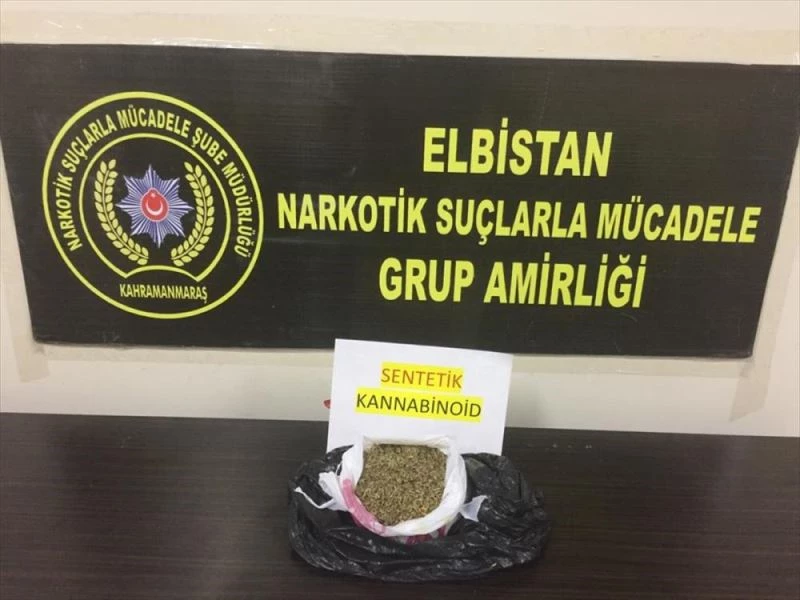 NARKOTİK SUÇLARLA MÜCADELE ŞUBE MÜDÜRLÜĞÜ
KAHRAMANMARAŞ
ELBİSTAN
NARKOTİK SUÇLARLA MÜCADELE
GRUP AMİRLİĞİ
SENTETİK
KANNABİNOİD